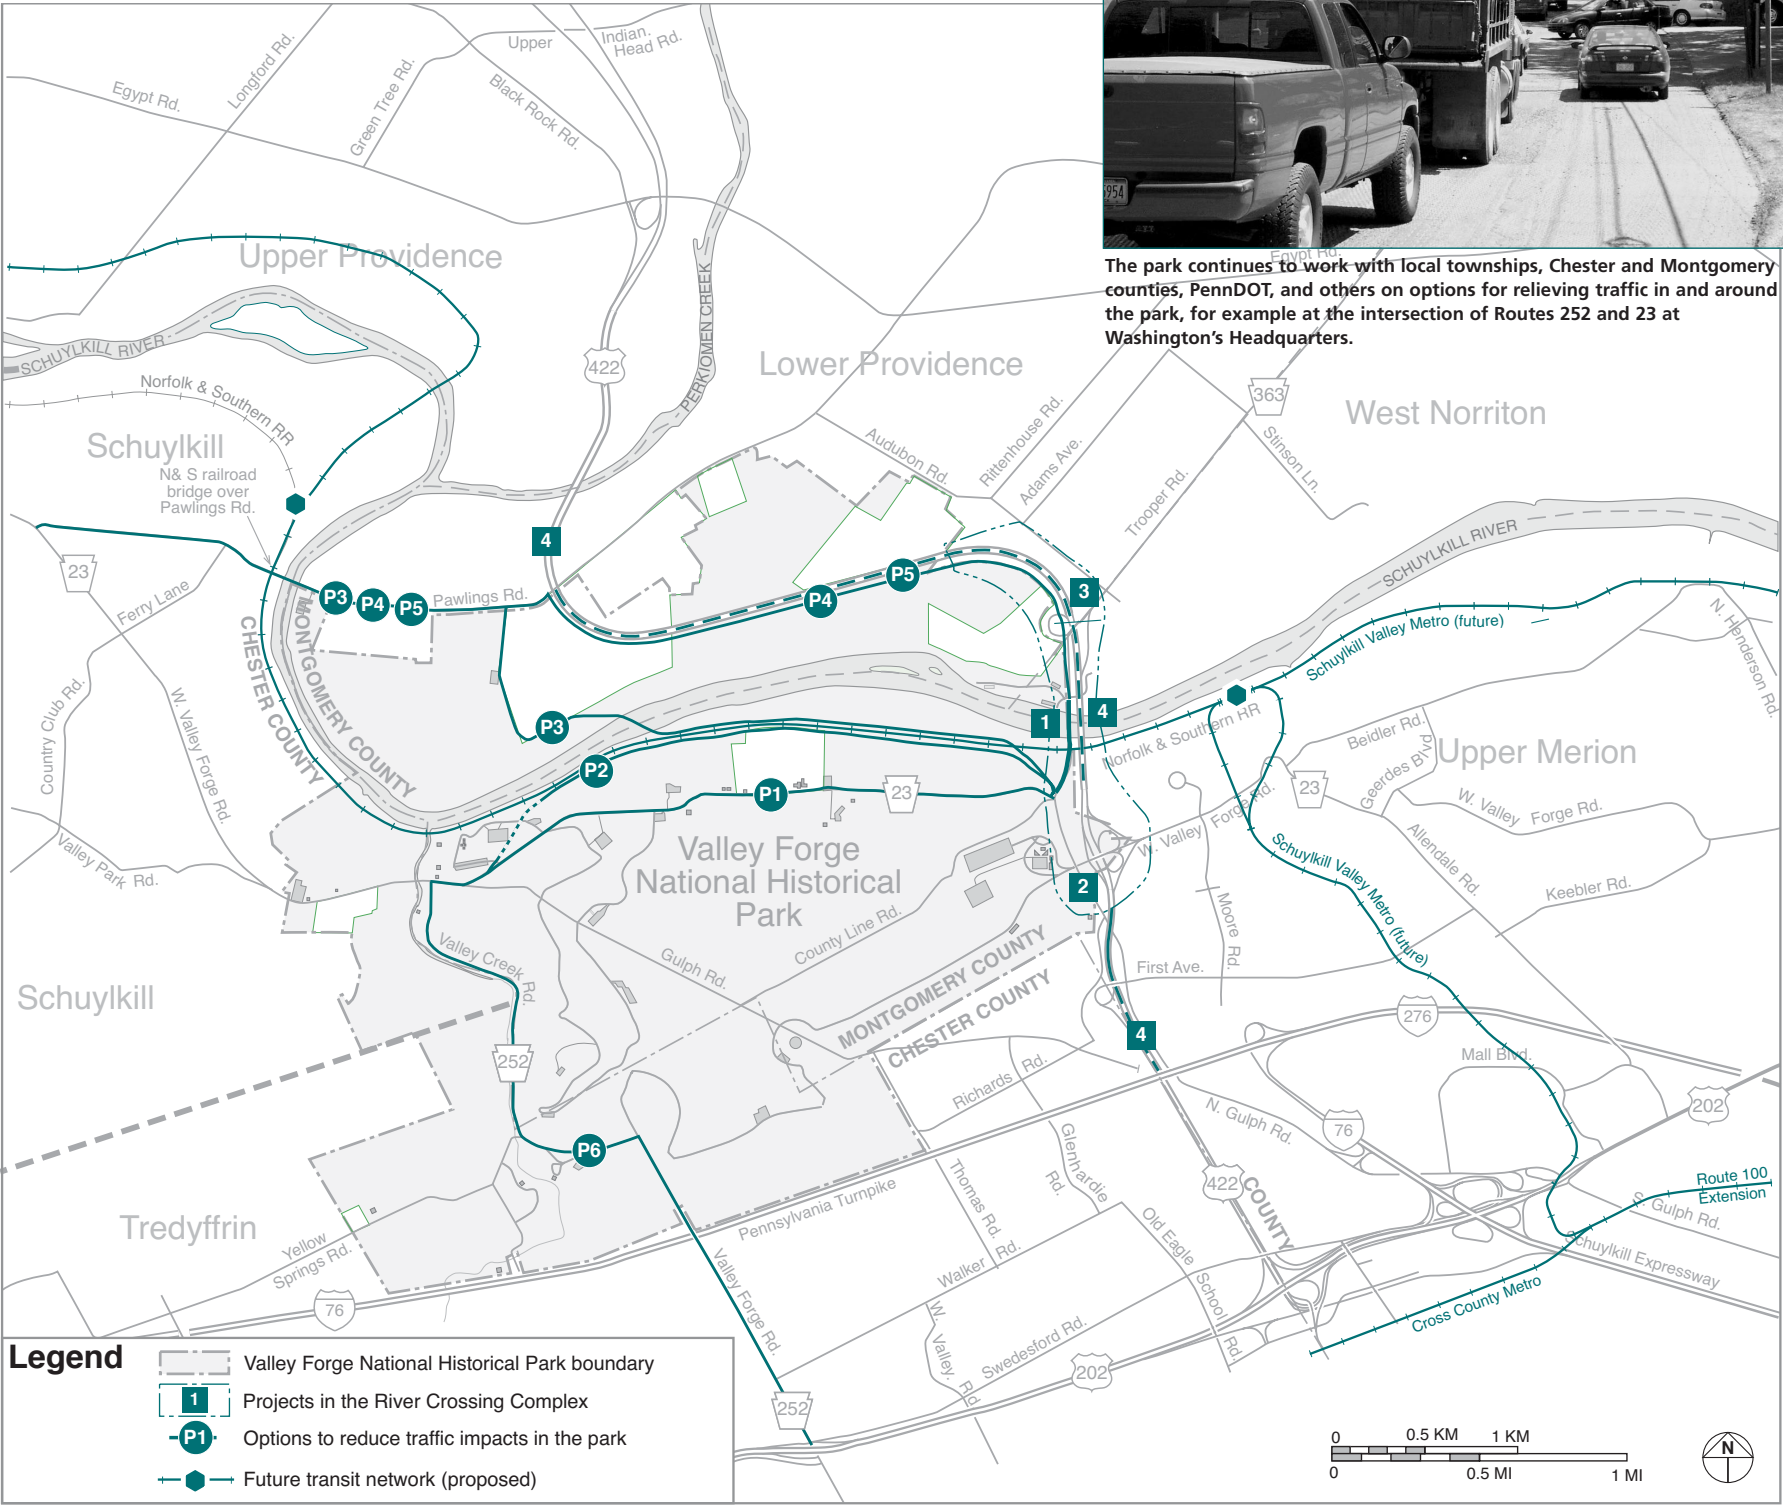 Upper
Indian.
Head Rd.
Longford Rd.
Egypt Rd.
Green Tree Rd.
Black Rock Rd.
954
Egypt Rd.
The park continues to work with local townships, Chester and Montgomery
counties, PennDOT, and others on options for relieving traffic in and around
the park, for example at the intersection of Routes 252 and 23 at
Washington's Headquarters.
Upper Providence
PERKIOMEN CREEK
SCHUYLKILL RIVER
422
Lower Providence
363
West Norriton
Norfolk & Southern RR
Schuylkill
N& S railroad
bridge over
Pawlings Rd.
Audubon Rd.
Rittenhouse Rd.
Adams Ave.
Trooper Rd.
Stinson Ln.
SCHUYLKILL RIVER
4
23
Ferry Lane
P3
P4
P5
Pawlings Rd.
P4
P5
3
CHESTER COUNTY
MONTGOMERY COUNTY
Schuylkill Valley Metro (future)
N. Henderson Rd.
Country Club Rd.
W. Valley Forge Rd.
P3
P2
1
4
Norfolk & Southern RR
Beidler Rd.
Geerdes Blvd
Upper Merion
P1
23
23
W. Valley Forge Rd.
W. Valley Forge Rd.
Valley Park Rd.
Valley Forge
National Historical
Park
2
Schuylkill Valley Metro (future)
Allendale Rd.
Keebler Rd.
Moore Rd.
County Line Rd.
Gulph Rd.
Valley Creek Rd.
First Ave.
MONTGOMERY COUNTY
CHESTER COUNTY
Schuylkill
276
4
Mall Blvd.
252
Richards Rd.
N. Gulph Rd.
76
202
P6
Glenhardie Rd.
Thomas Rd.
422
COUNTY
Route 100
Extension
S. Gulph Rd.
Pennsylvania Turnpike
Tredyffrin
Yellow
Springs Rd.
Old Eagle School Rd.
Walker Rd.
Schuylkill Expressway
Valley Forge Rd.
76
W. Valley Rd.
Swedesford Rd.
Cross County Metro
202
252
Legend
Valley Forge National Historical Park boundary
1
Projects in the River Crossing Complex
P1
Options to reduce traffic impacts in the park
Future transit network (proposed)
0 0.5 KM 1 KM
0 0.5 MI 1 MI
N